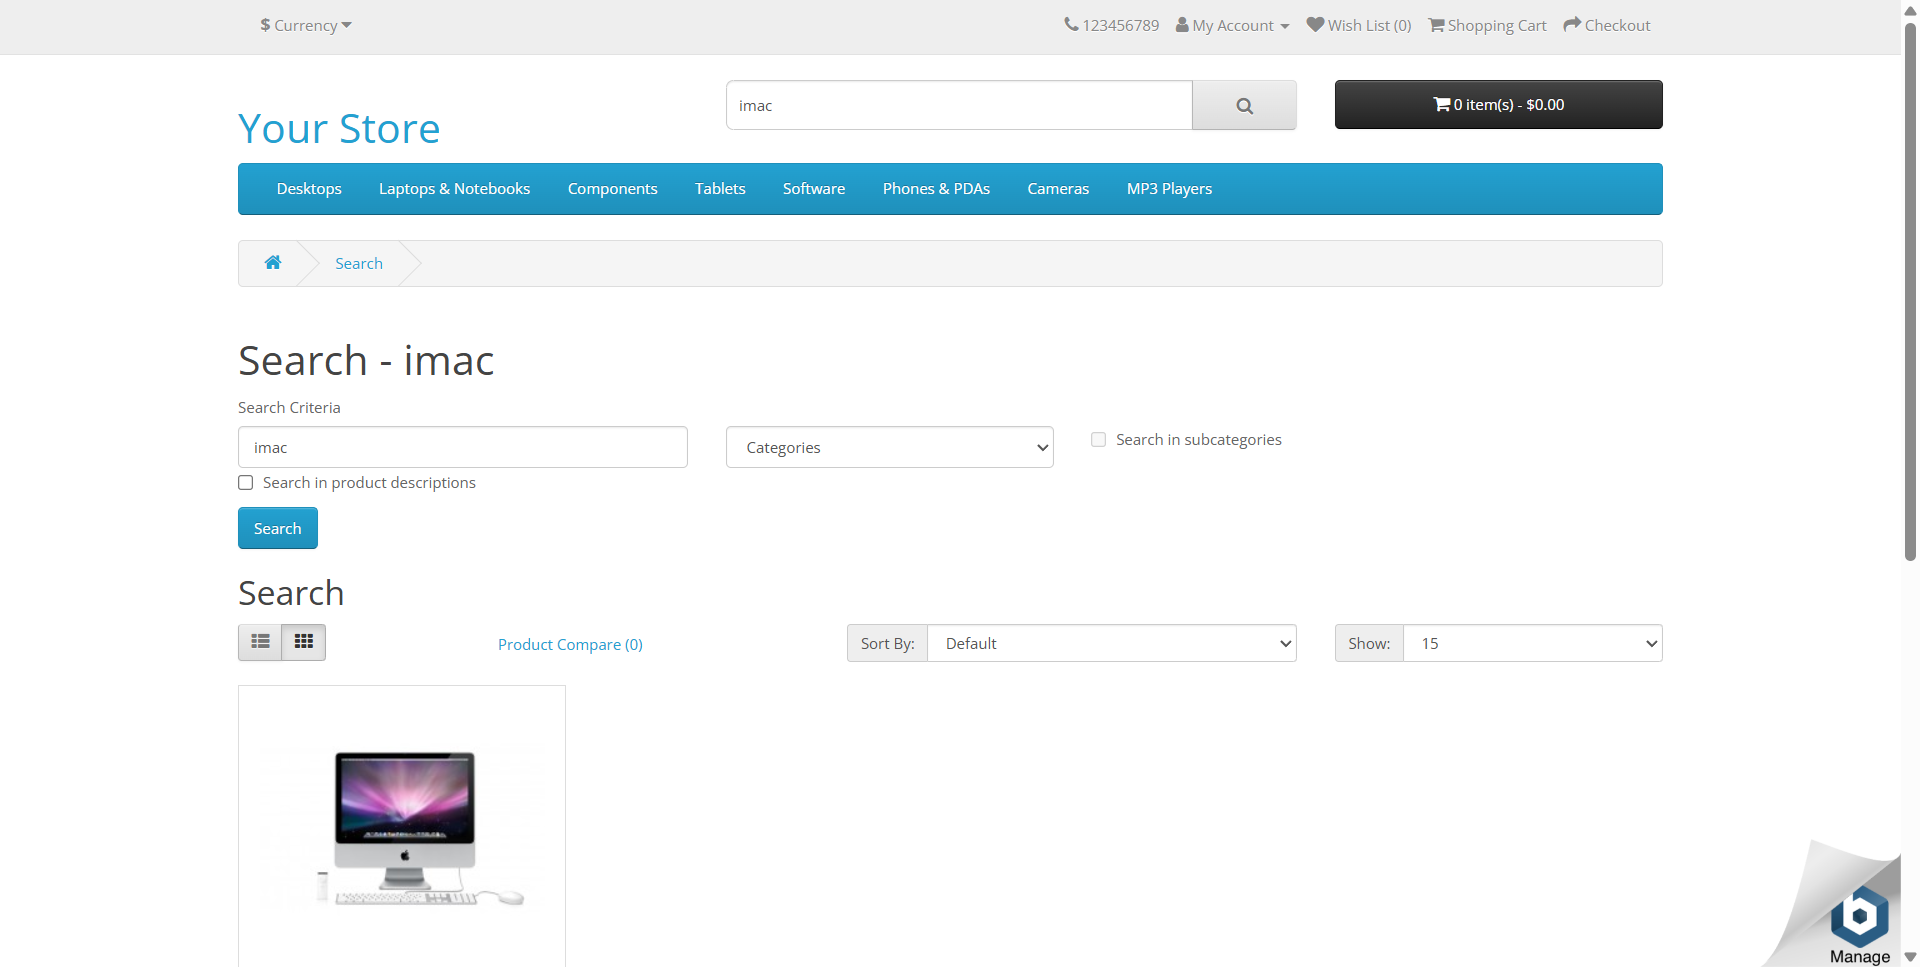 $ Currency
123456789 My Account Wish List (0) Shopping Cart Checkout
imac
0 item(s) - $0.00
Your Store
Desktops Laptops & Notebooks Components Tablets Software Phones & PDAs Cameras MP3 Players
Search
Search - imac
Search Criteria
imac
Categories
Search in subcategories
Search in product descriptions
Search
Search
Product Compare (0)
Sort By: Default
Show: 15
b
Manage